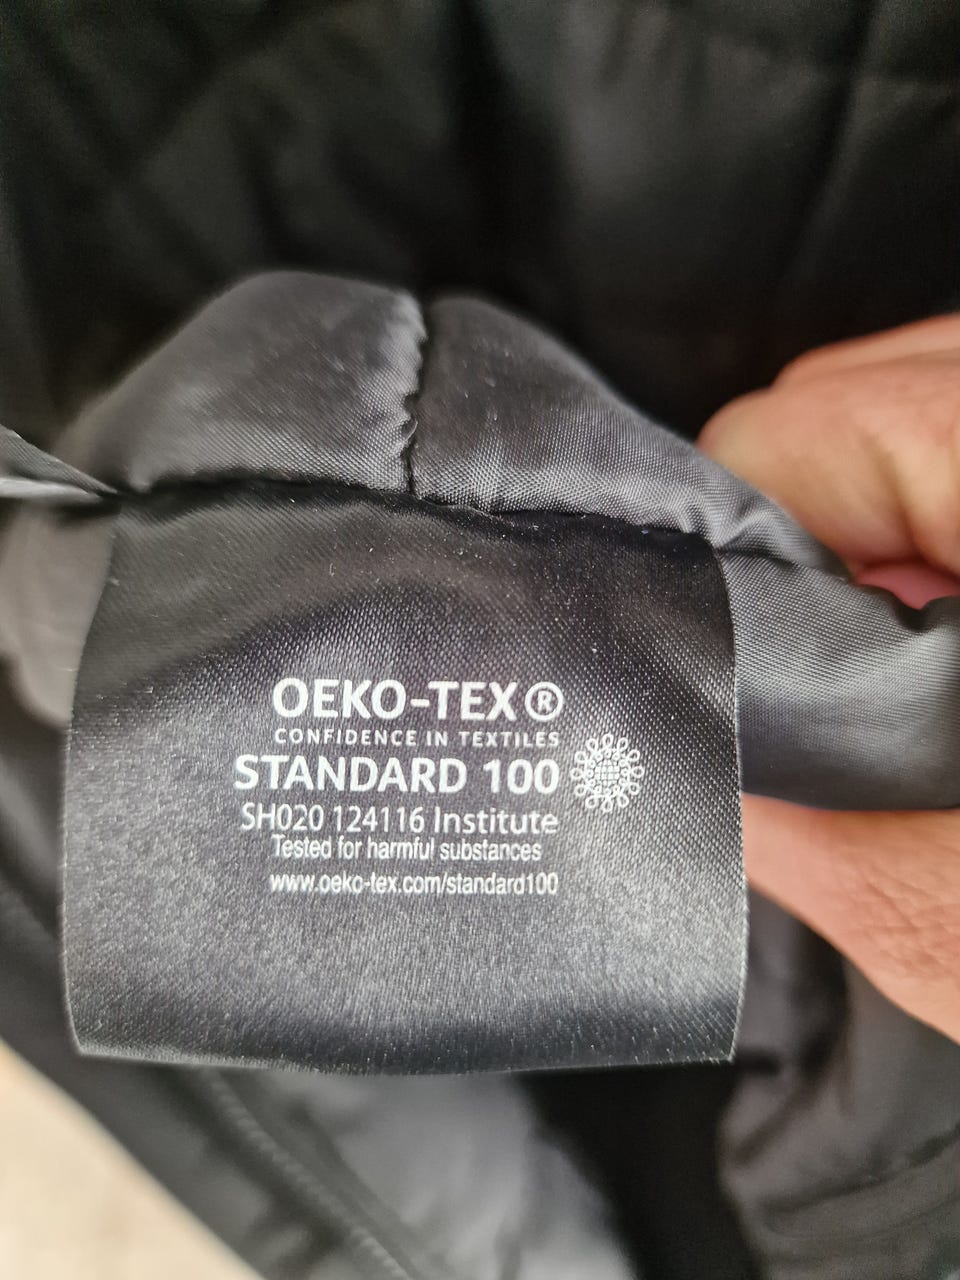 OEKO-TEX®
CONFIDENCE IN TEXTILES
STANDARD 100
SH020 124116 Institute
Tested for harmful substances
www.oeko-tex.com/standard100